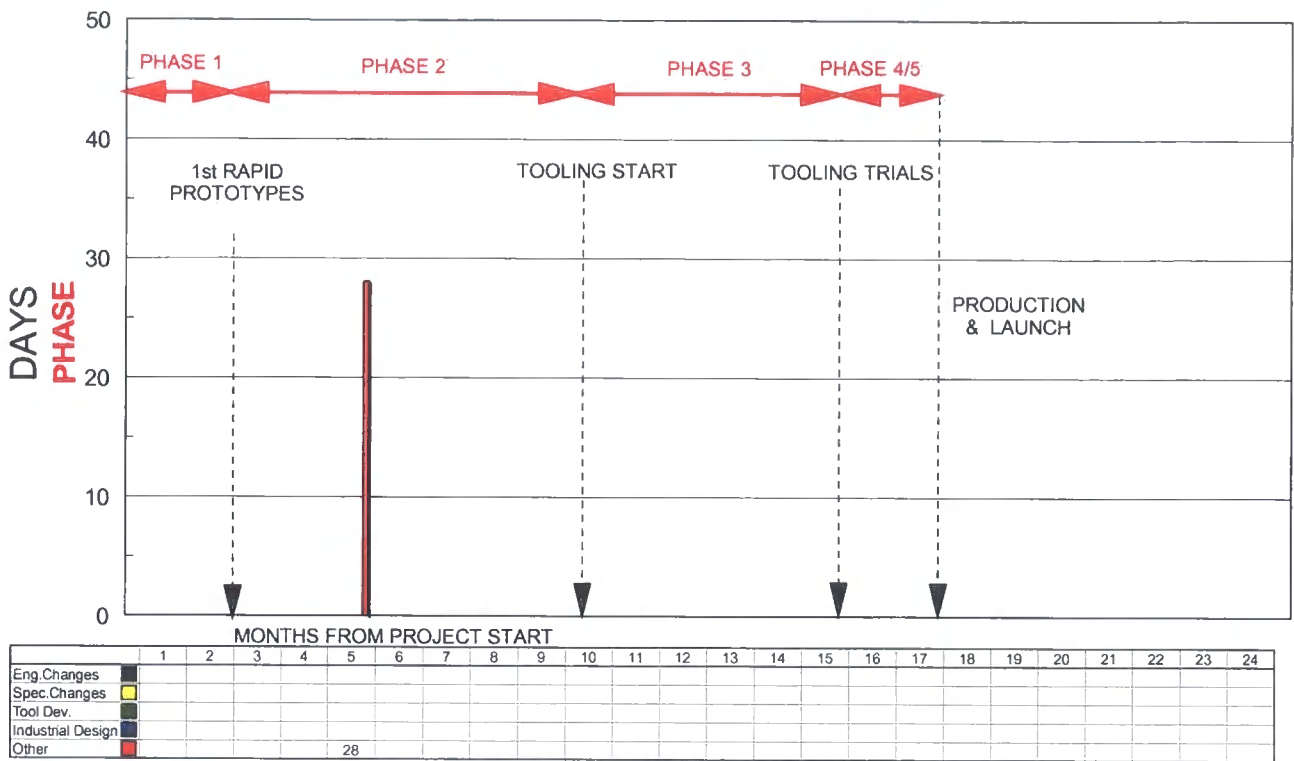 50
PHASE 1
PHASE 2
PHASE 3
PHASE 4/5
40
1st RAPID
PROTOTYPES
TOOLING START
TOOLING TRIALS
30
PRODUCTION
& LAUNCH
DAYS
PHASE
20
10
0
MONTHS FROM PROJECT START
1 2 3 4 5 6 7 8 9 10 11 12 13 14 15 16 17 18 19 20 21 22 23 24
Eng.Changes
Spec.Changes
Tool Dev.
Industrial Design
Other 28